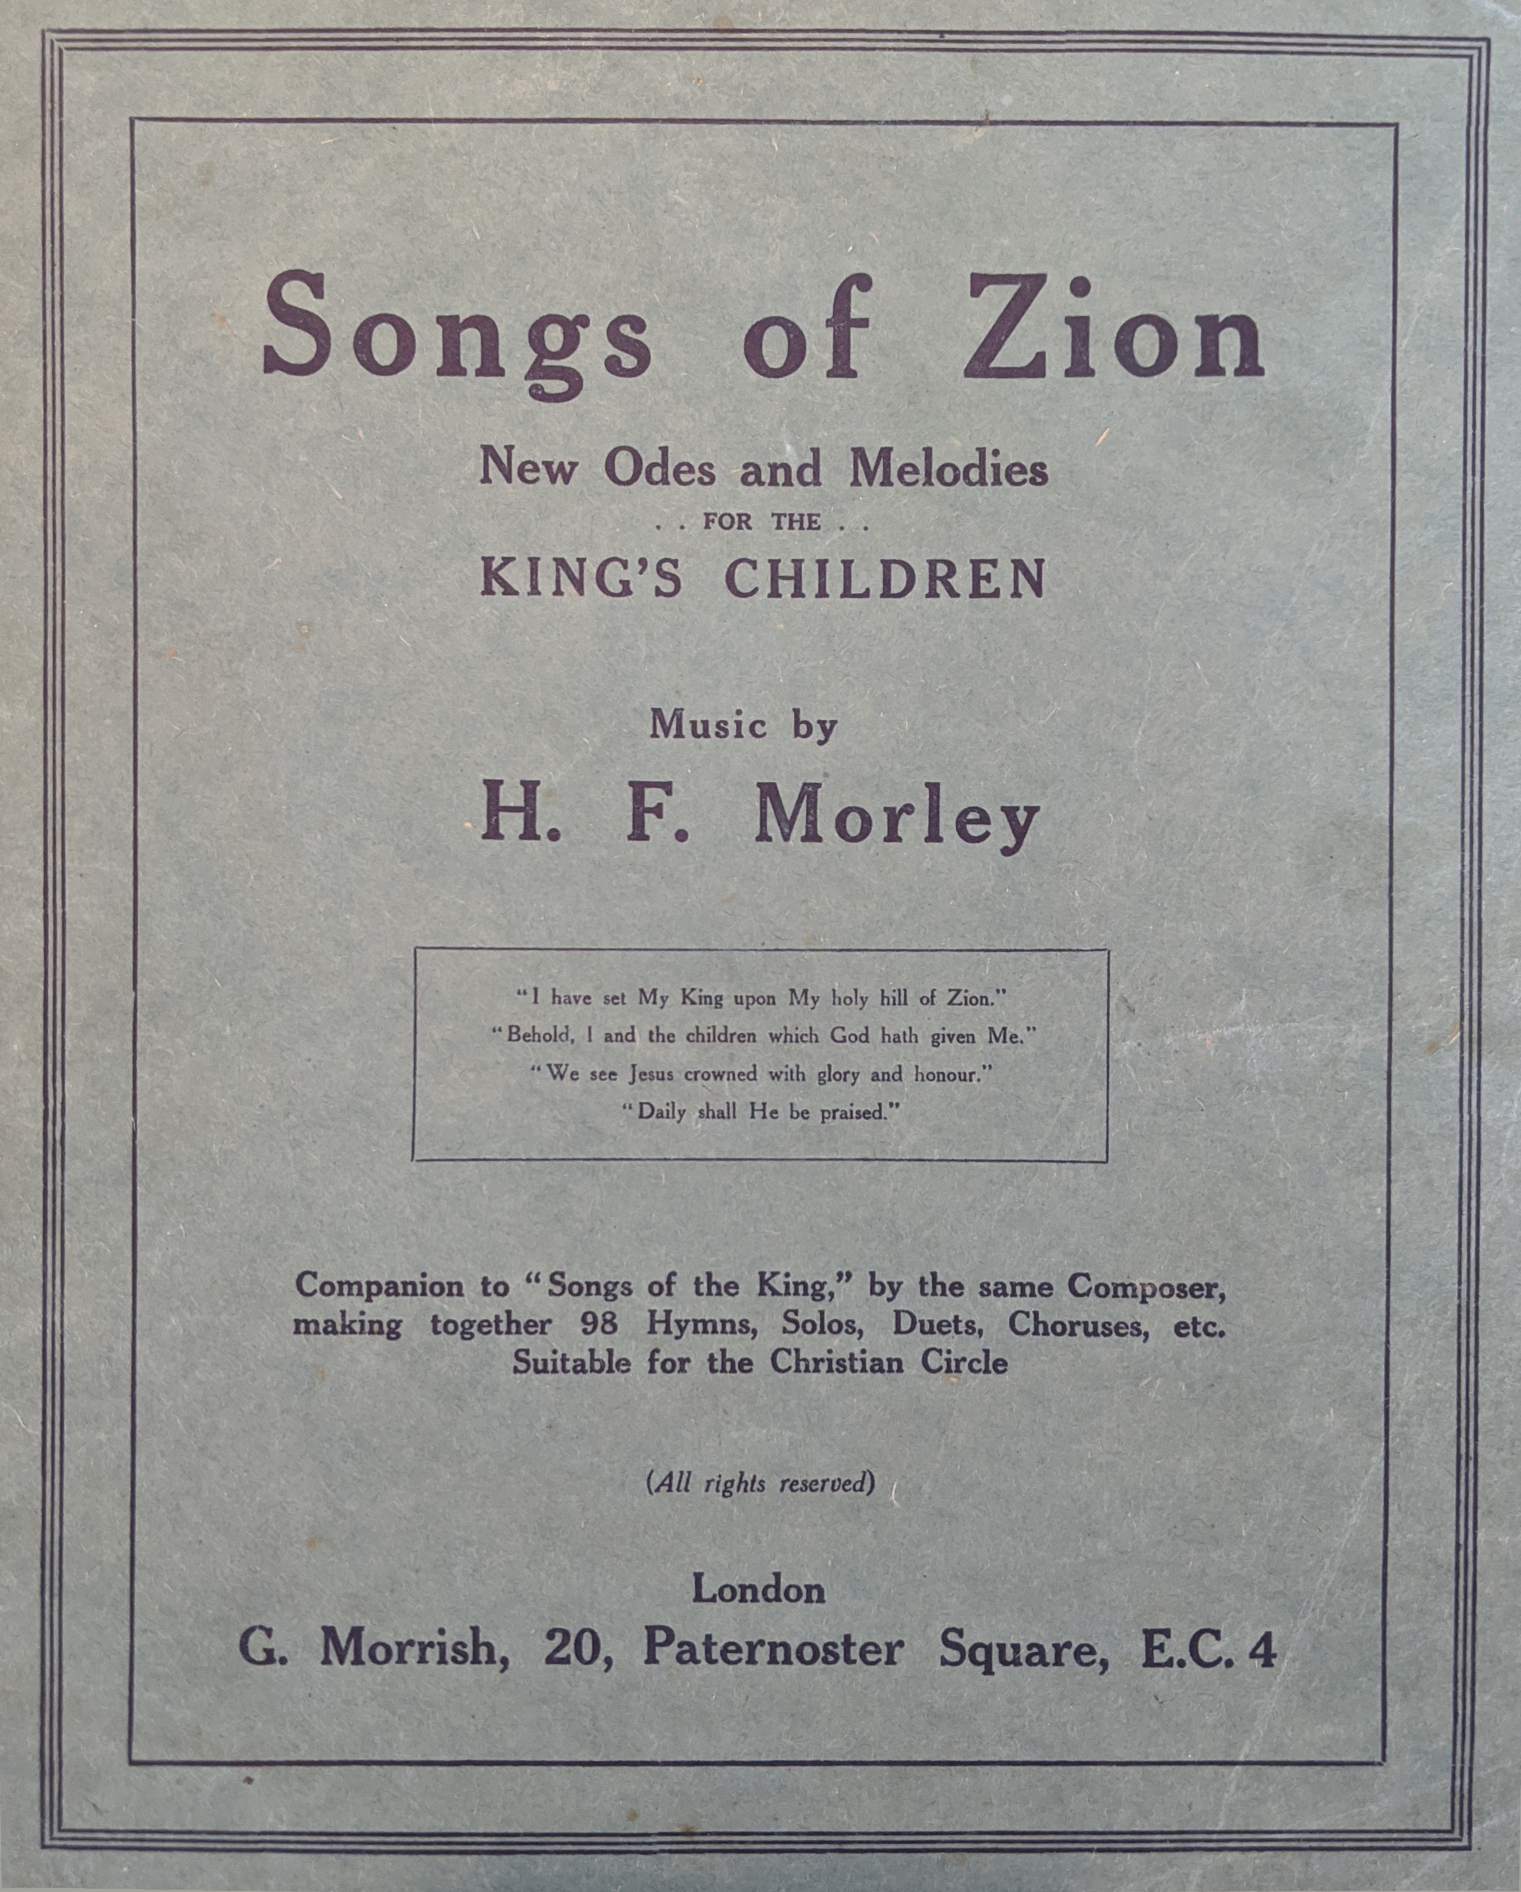 Songs of Zion
New Odes and Melodies
. . FOR THE . .
KING'S CHILDREN
Music by
H. F. Morley
“I have set My King upon My holy hill of Zion.”
“Behold, I and the children which God hath given Me.”
“We see Jesus crowned with glory and honour.”
“Daily shall He be praised.”
Companion to “Songs of the King,” by the same Composer,
making together 98 Hymns, Solos, Duets, Choruses, etc.
Suitable for the Christian Circle
(All rights reserved)
London
G. Morrish, 20, Paternoster Square, E.C. 4